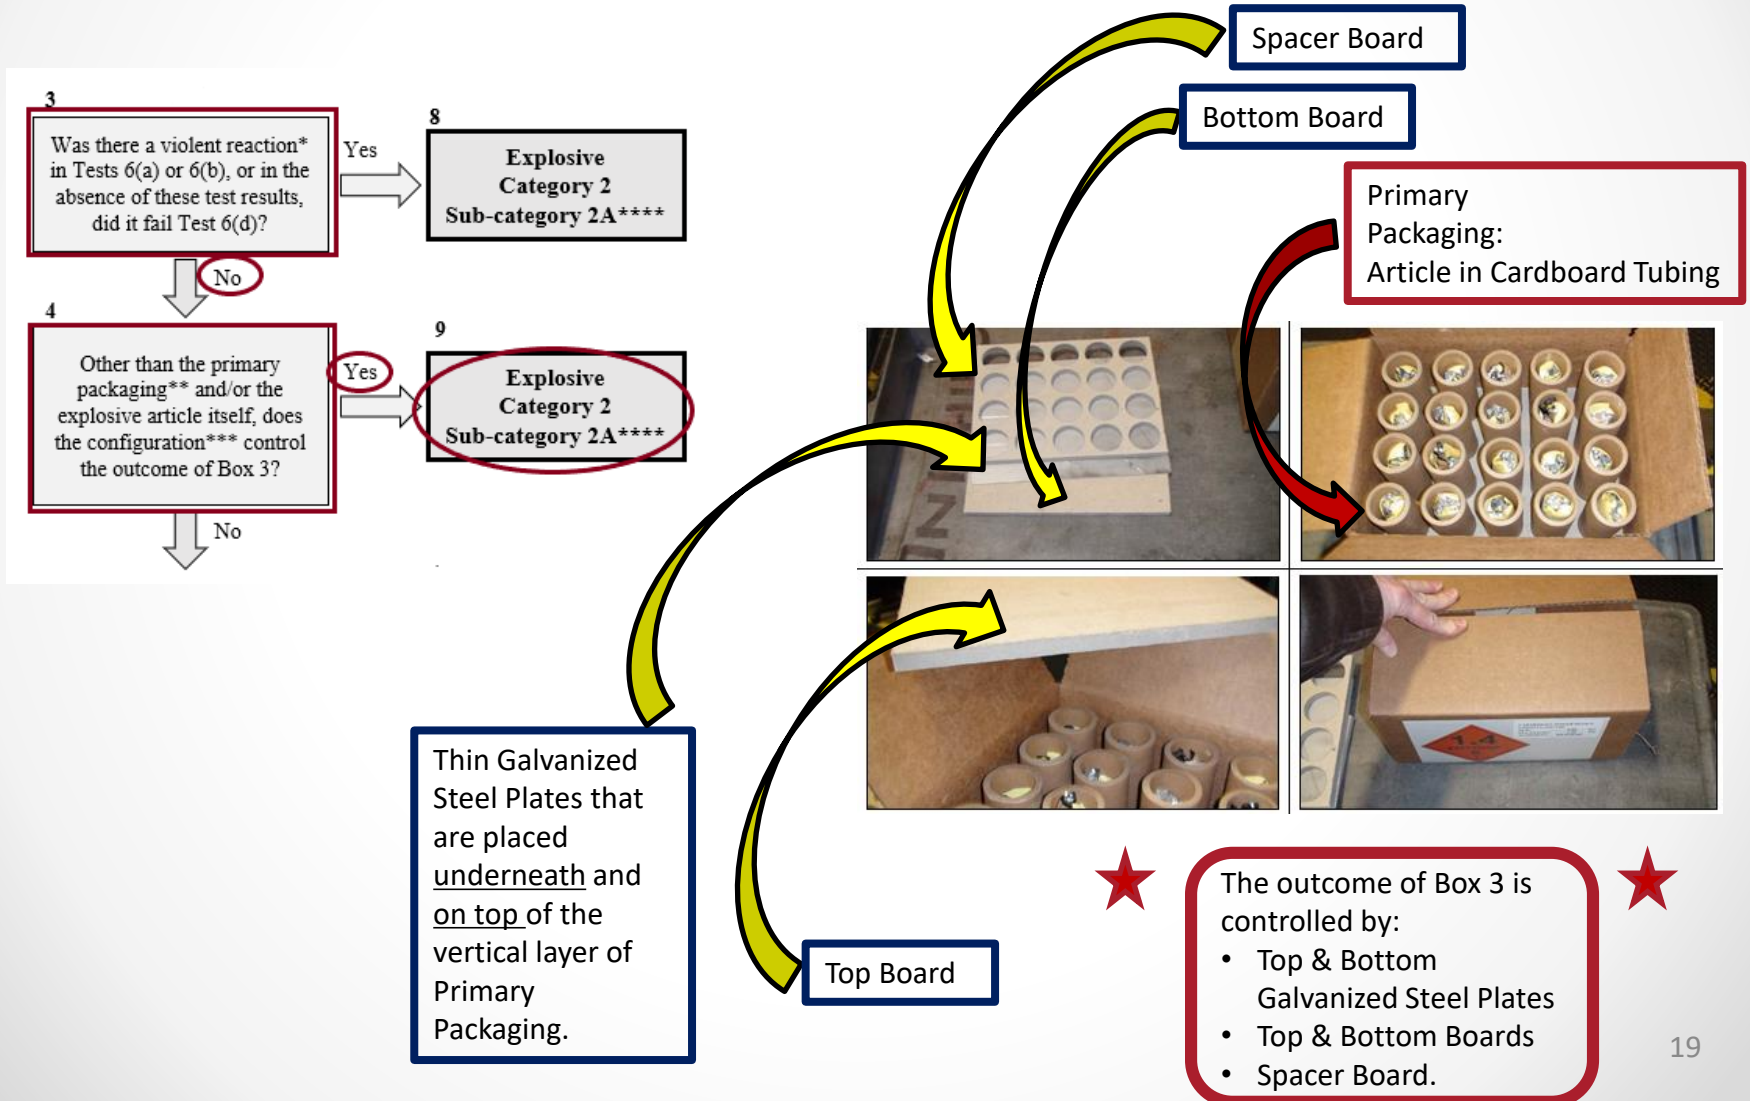 3
Was there a violent reaction*
in Tests 6(a) or 6(b), or in the
absence of these test results,
did it fail Test 6(d)?
Yes
8
Explosive
Category 2
Sub-category 2A****
No
4
Other than the primary
packaging** and/or the
explosive article itself, does
the configuration*** control
the outcome of Box 3?
Yes
9
Explosive
Category 2
Sub-category 2A****
No
Spacer Board
Bottom Board
Primary
Packaging:
Article in Cardboard Tubing
Thin Galvanized
Steel Plates that
are placed
underneath and
on top of the
vertical layer of
Primary
Packaging.
Top Board
1.4
The outcome of Box 3 is
controlled by:
• Top & Bottom
Galvanized Steel Plates
• Top & Bottom Boards
• Spacer Board.
19